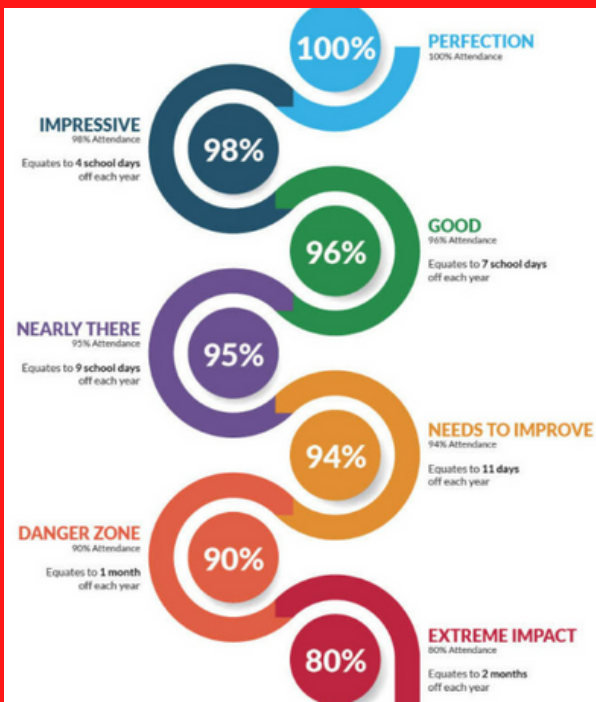 100%
PERFECTION
100% Attendance
IMPRESSIVE
98% Attendance
Equates to 4 school days
off each year
98%
96%
GOOD
96% Attendance
Equates to 7 school days
off each year
NEARLY THERE
95% Attendance
Equates to 9 school days
off each year
95%
94%
NEEDS TO IMPROVE
94% Attendance
Equates to 11 days
off each year
DANGER ZONE
90% Attendance
Equates to 1 month
off each year
90%
80%
EXTREME IMPACT
80% Attendance
Equates to 2 months
off each year